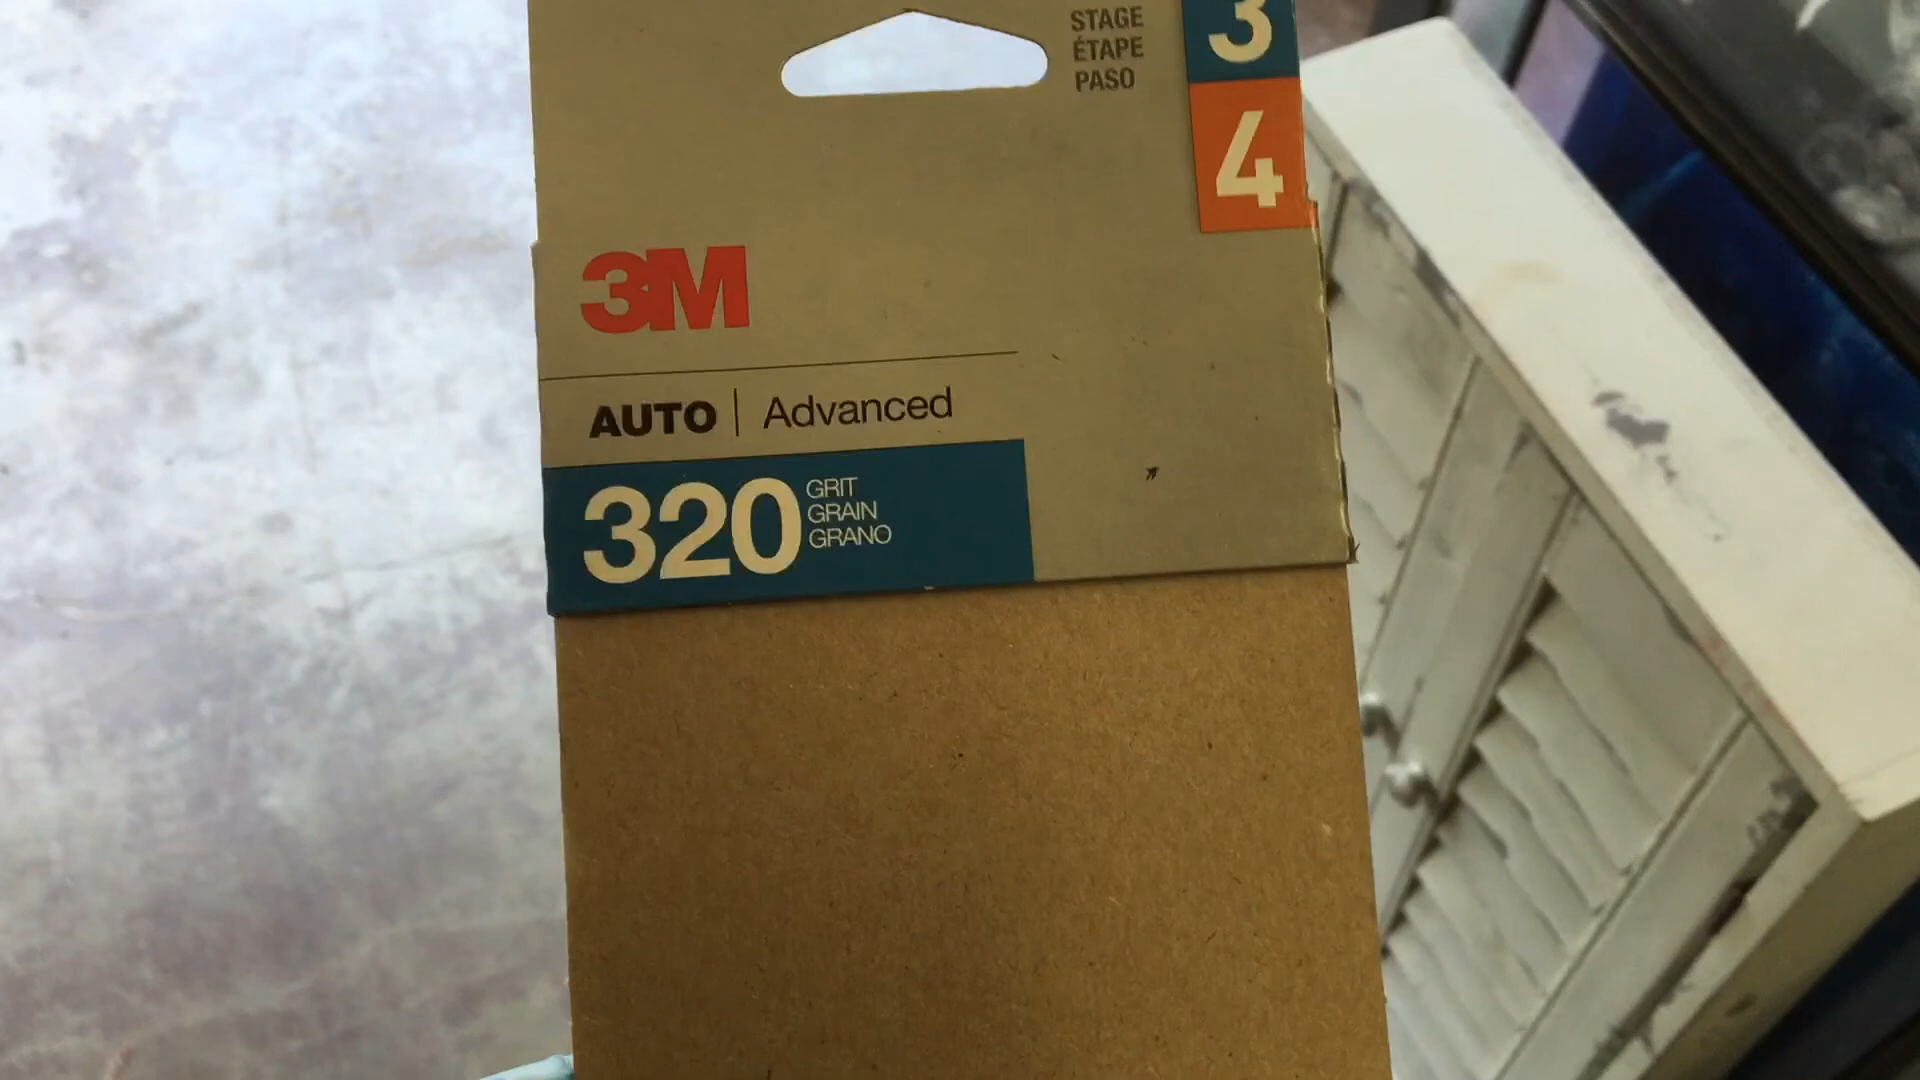 STAGE
ÉTAPE
PASO
3
4
3M
AUTO | Advanced
320
GRIT
GRAIN
GRANO